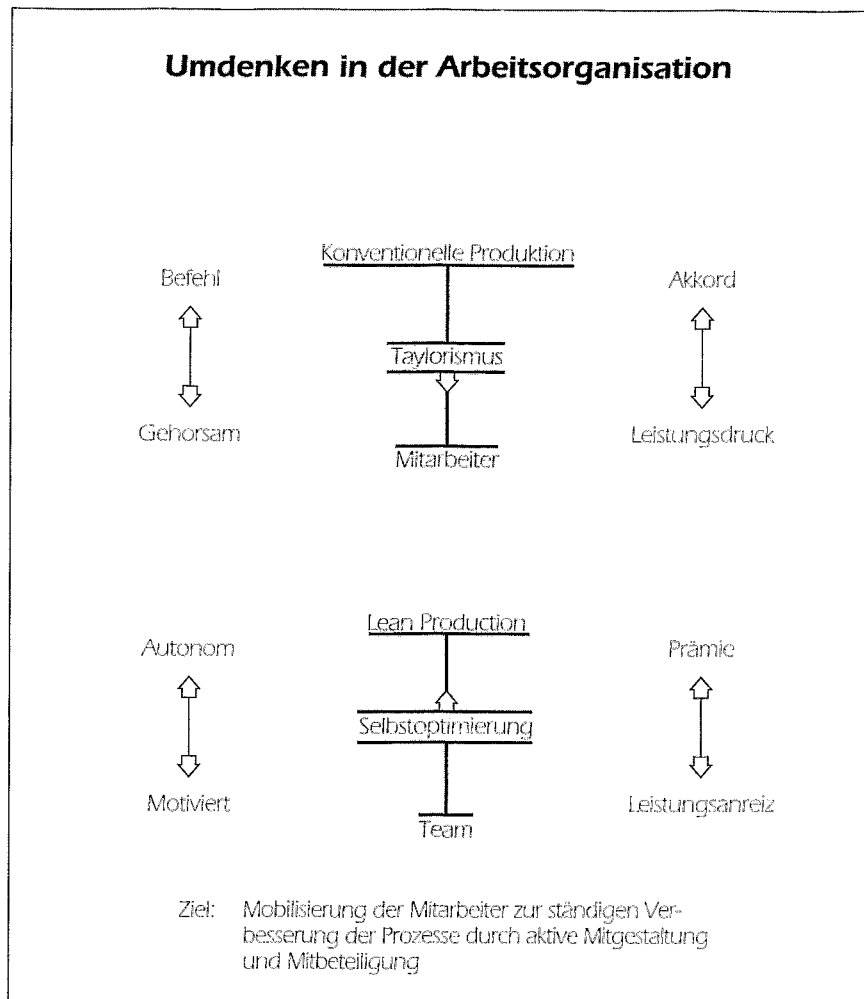 Umdenken in der Arbeitsorganisation
Konventionelle Produktion
Befehl
Akkord
Taylorismus
Gehorsam
Leistungsdruck
Mitarbeiter
Lean Production
Autonom
Prämie
Selbstoptimierung
Motiviert
Leistungsanreiz
Team
Ziel: Mobilisierung der Mitarbeiter zur ständigen Ver-
besserung der Prozesse durch aktive Mitgestaltung
und Mitbeteiligung